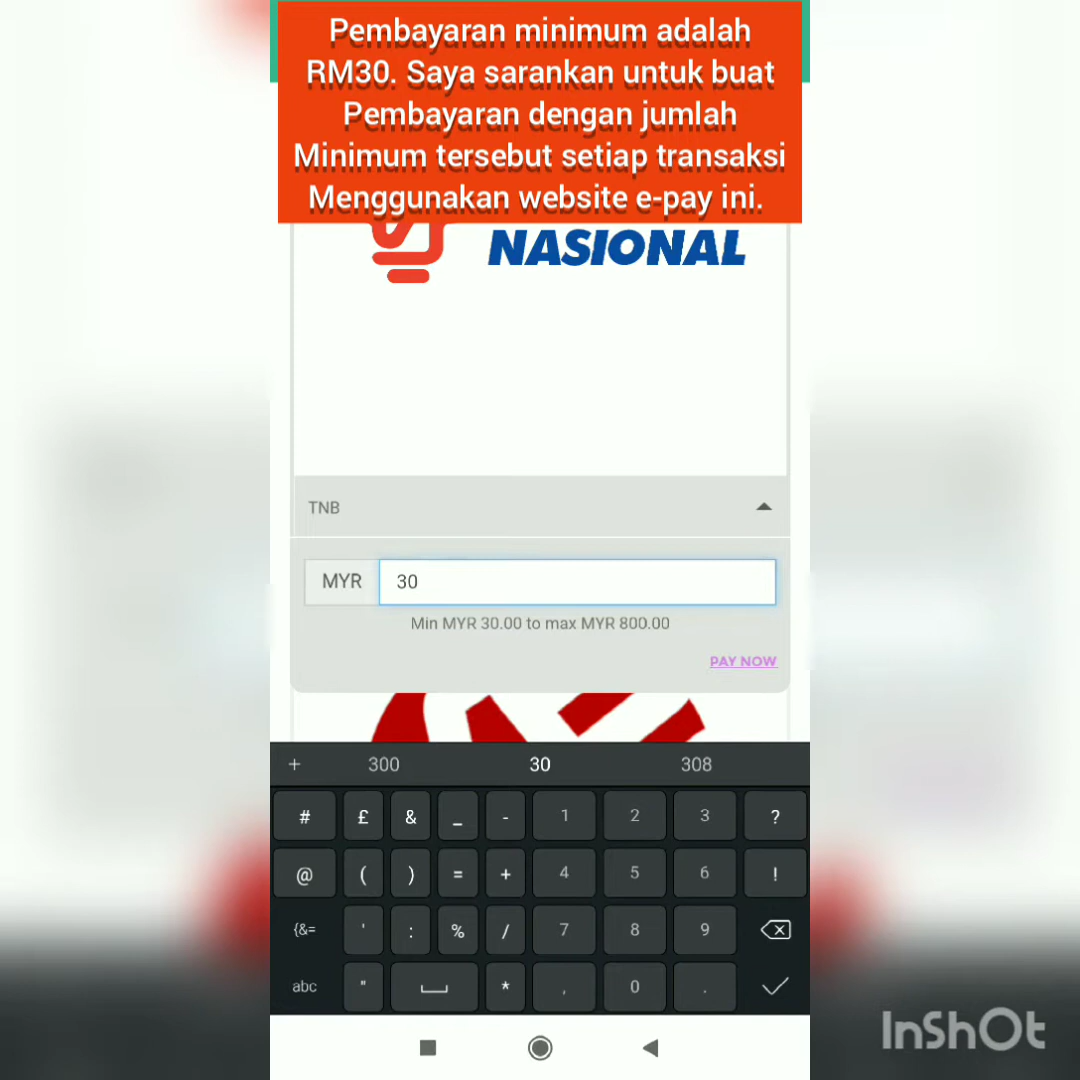 Pembayaran minimum adalah
RM30. Saya sarankan untuk buat
Pembayaran dengan jumlah
Minimum tersebut setiap transaksi
Menggunakan website e-pay ini.
NASIONAL
TNB
MYR 30
Min MYR 30.00 to max MYR 800.00
PAY NOW
+ 300 30 308
# £ & _ - 1 2 3 ?
@ ( ) = + 4 5 6 !
{&= ' : % / 7 8 9
abc " * , 0 .
InShOt